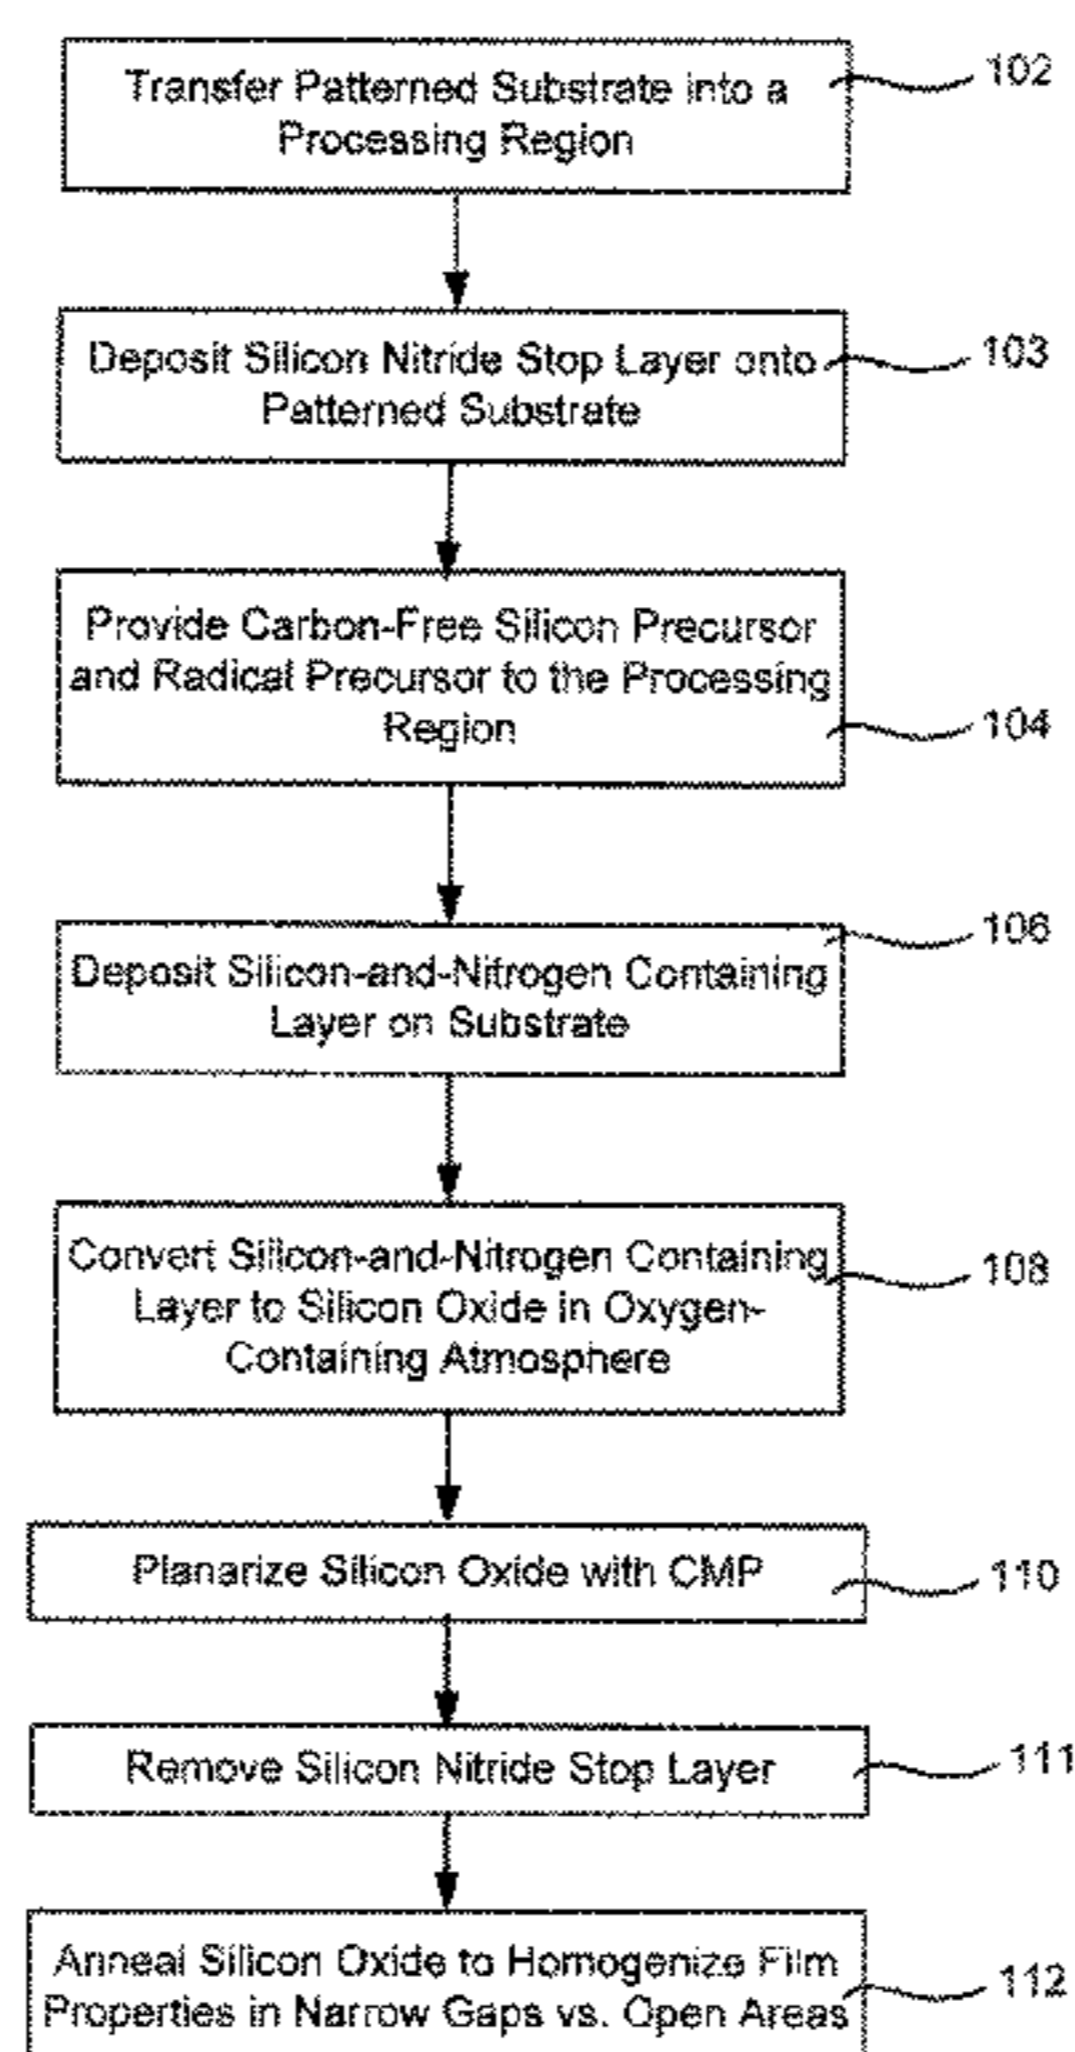 Transfer Patterned Substrate into a
Processing Region
102
Deposit Silicon Nitride Stop Layer onto
Patterned Substrate
103
Provide Carbon-Free Silicon Precursor
and Radical Precursor to the Processing
Region
104
Deposit Silicon-and-Nitrogen Containing
Layer on Substrate
106
Convert Silicon-and-Nitrogen Containing
Layer to Silicon Oxide in Oxygen-
Containing Atmosphere
108
Planarize Silicon Oxide with CMP
110
Remove Silicon Nitride Stop Layer
111
Anneal Silicon Oxide to Homogenize Film
Properties in Narrow Gaps vs. Open Areas
112